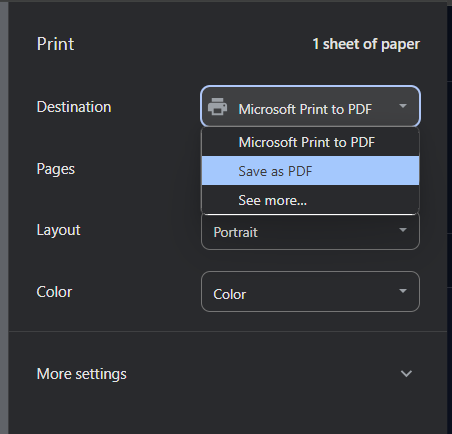 Print
1 sheet of paper
Destination
Microsoft Print to PDF
Microsoft Print to PDF
Save as PDF
See more...
Pages
Layout
Portrait
Color
Color
More settings